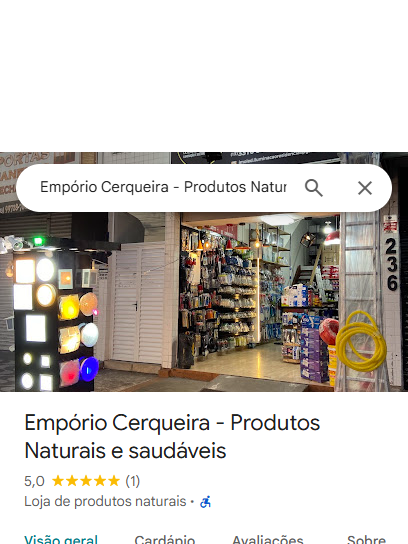 Empório Cerqueira - Produtos Natur
236
Empório Cerqueira - Produtos
Naturais e saudáveis
5,0 (1)
Loja de produtos naturais ·
Visão geral Cardápio Avaliações Sobre